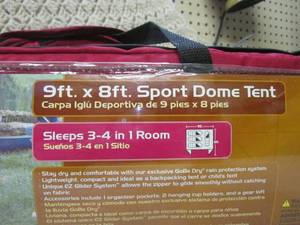 9ft. x 8ft. Sport Dome Tent
Carpa Iglú Deportiva de 9 pies x 8 pies
Sleeps 3-4 in 1 Room
Sueños 3-4 en 1 Sitio
· Stay dry and comfortable with our exclusive GoBe Dry™ rain protection system
· Lightweight, compact and ideal as a backpacking tent or child's tent
· Unique EZ Glider System™ allows the zipper to glide smoothly without catching
on fabric
· Accessories include 1 organizer pockets, 2 hanging cup holders, and a gear loft